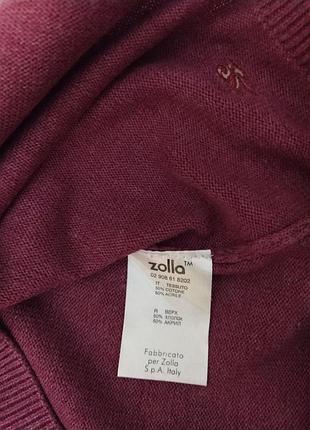 zolla™
02 908 61 8202
IT TESSUTO
50% COTONE
50% ACRILE
R ВЕРХ
50% ХЛОПОК
50% АКРИЛ
Fabbricato
per Zolla
S.p.A. Italy